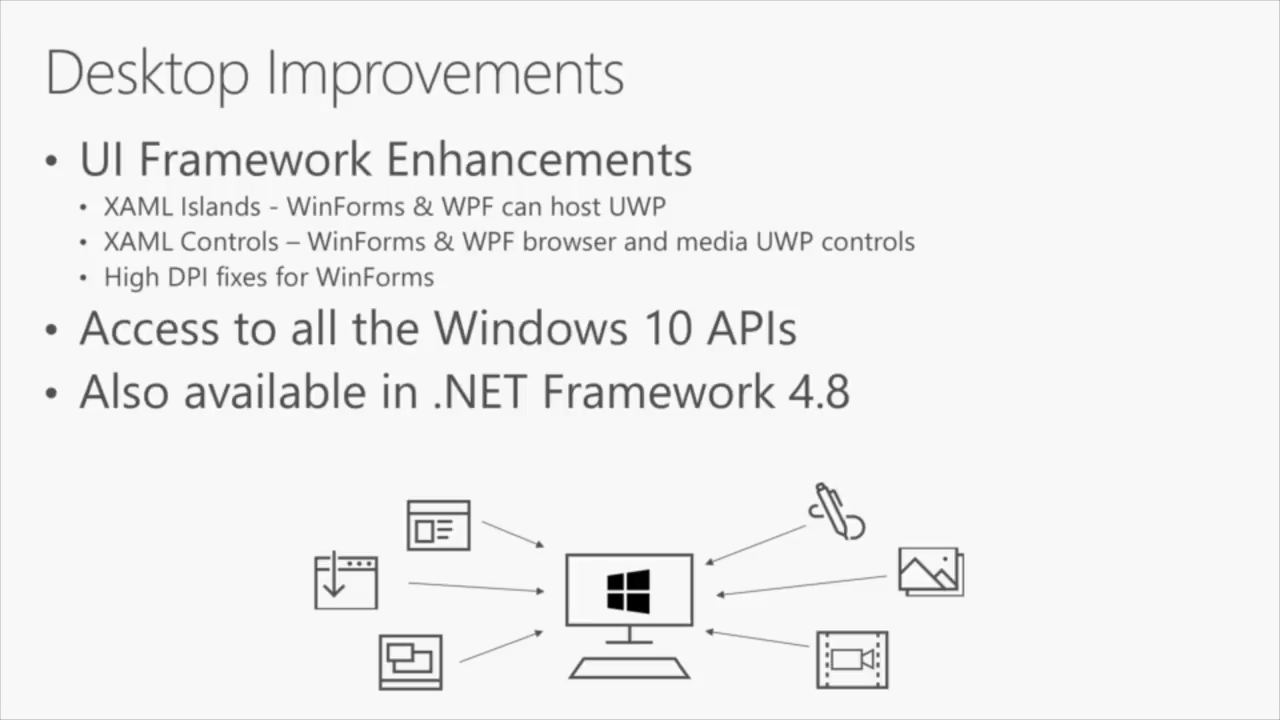 Desktop Improvements
• UI Framework Enhancements
• XAML Islands - WinForms & WPF can host UWP
• XAML Controls – WinForms & WPF browser and media UWP controls
• High DPI fixes for WinForms
• Access to all the Windows 10 APIs
• Also available in .NET Framework 4.8